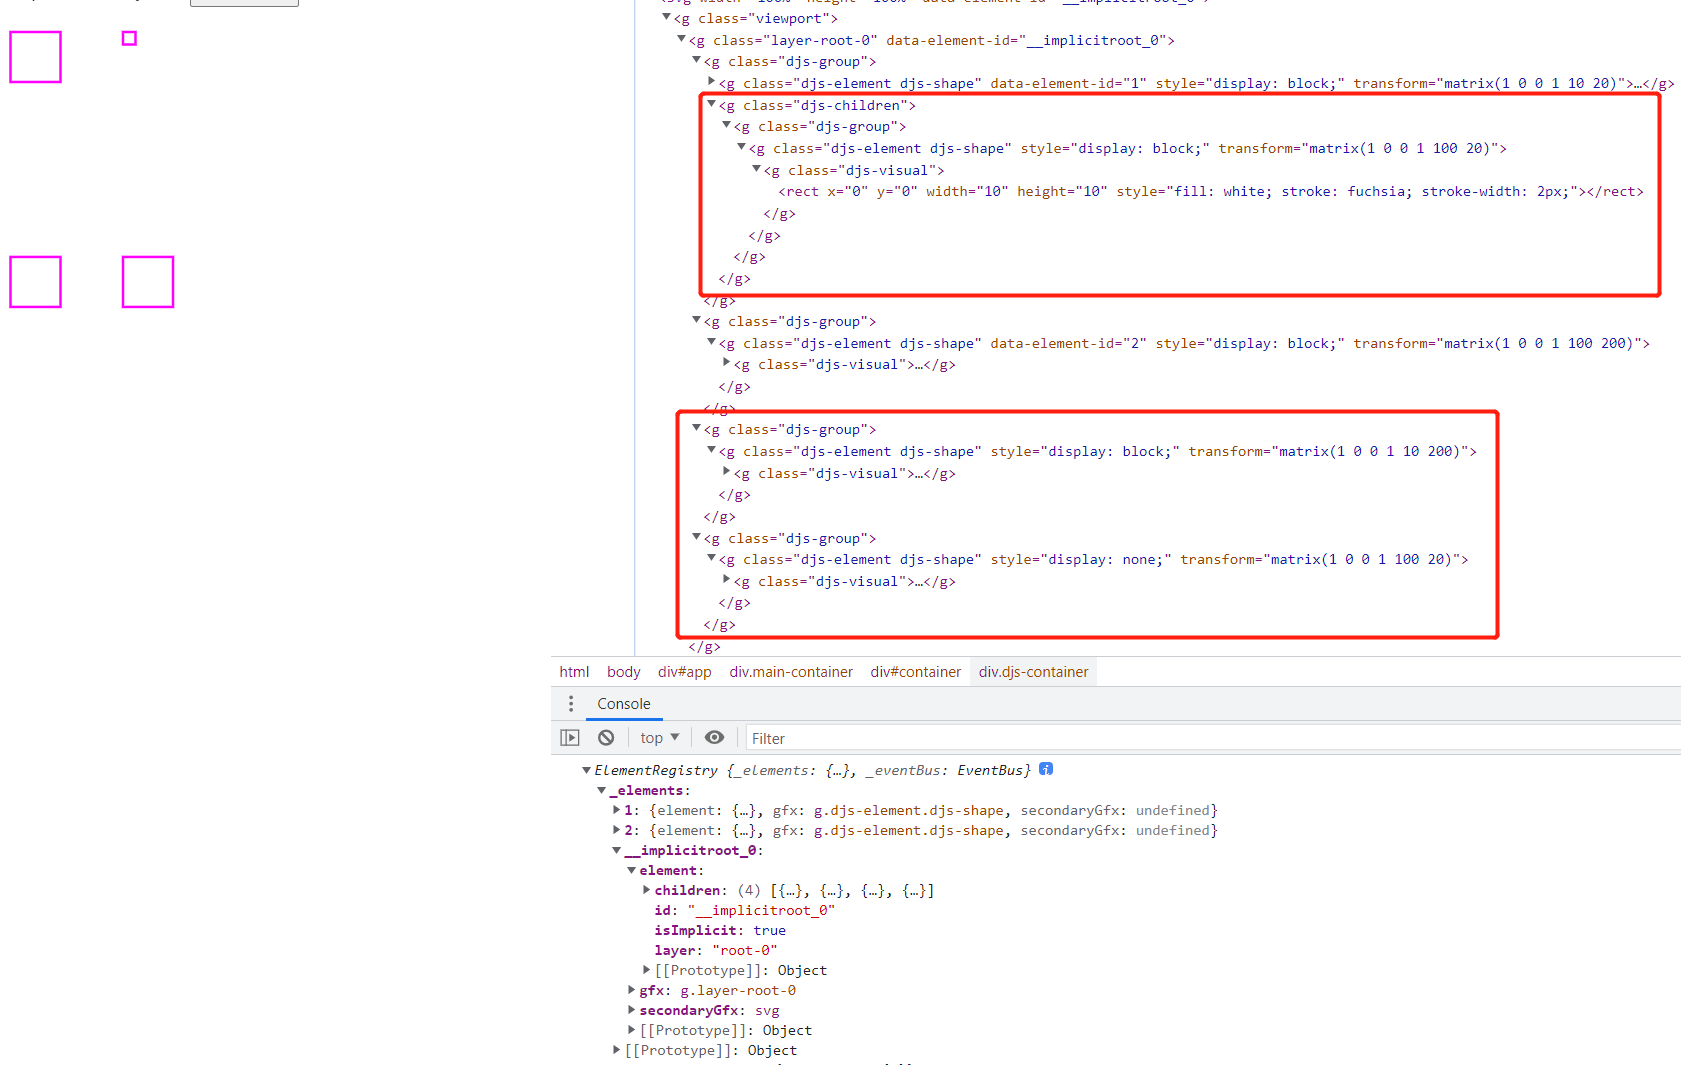 <g class="viewport">
<g class="layer-root-0" data-element-id="__implicitroot_0">
<g class="djs-group">
<g class="djs-element djs-shape" data-element-id="1" style="display: block;" transform="matrix(1 0 0 1 10 20)">…</g>
<g class="djs-children">
<g class="djs-group">
<g class="djs-element djs-shape" style="display: block;" transform="matrix(1 0 0 1 100 20)">
<g class="djs-visual">
<rect x="0" y="0" width="10" height="10" style="fill: white; stroke: fuchsia; stroke-width: 2px;"></rect>
</g>
</g>
</g>
</g>
</g>
<g class="djs-group">
<g class="djs-element djs-shape" data-element-id="2" style="display: block;" transform="matrix(1 0 0 1 100 200)">
<g class="djs-visual">…</g>
</g>
</g>
<g class="djs-group">
<g class="djs-element djs-shape" style="display: block;" transform="matrix(1 0 0 1 10 200)">
<g class="djs-visual">…</g>
</g>
</g>
<g class="djs-group">
<g class="djs-element djs-shape" style="display: none;" transform="matrix(1 0 0 1 100 20)">
<g class="djs-visual">…</g>
</g>
</g>
</g>
html body div#app div.main-container div#container div.djs-container
Console
top Filter
ElementRegistry {_elements: {…}, _eventBus: EventBus}
_elements:
1: {element: {…}, gfx: g.djs-element.djs-shape, secondaryGfx: undefined}
2: {element: {…}, gfx: g.djs-element.djs-shape, secondaryGfx: undefined}
__implicitroot_0:
element:
children: (4) [{…}, {…}, {…}, {…}]
id: "__implicitroot_0"
isImplicit: true
layer: "root-0"
[[Prototype]]: Object
gfx: g.layer-root-0
secondaryGfx: svg
[[Prototype]]: Object
[[Prototype]]: Object